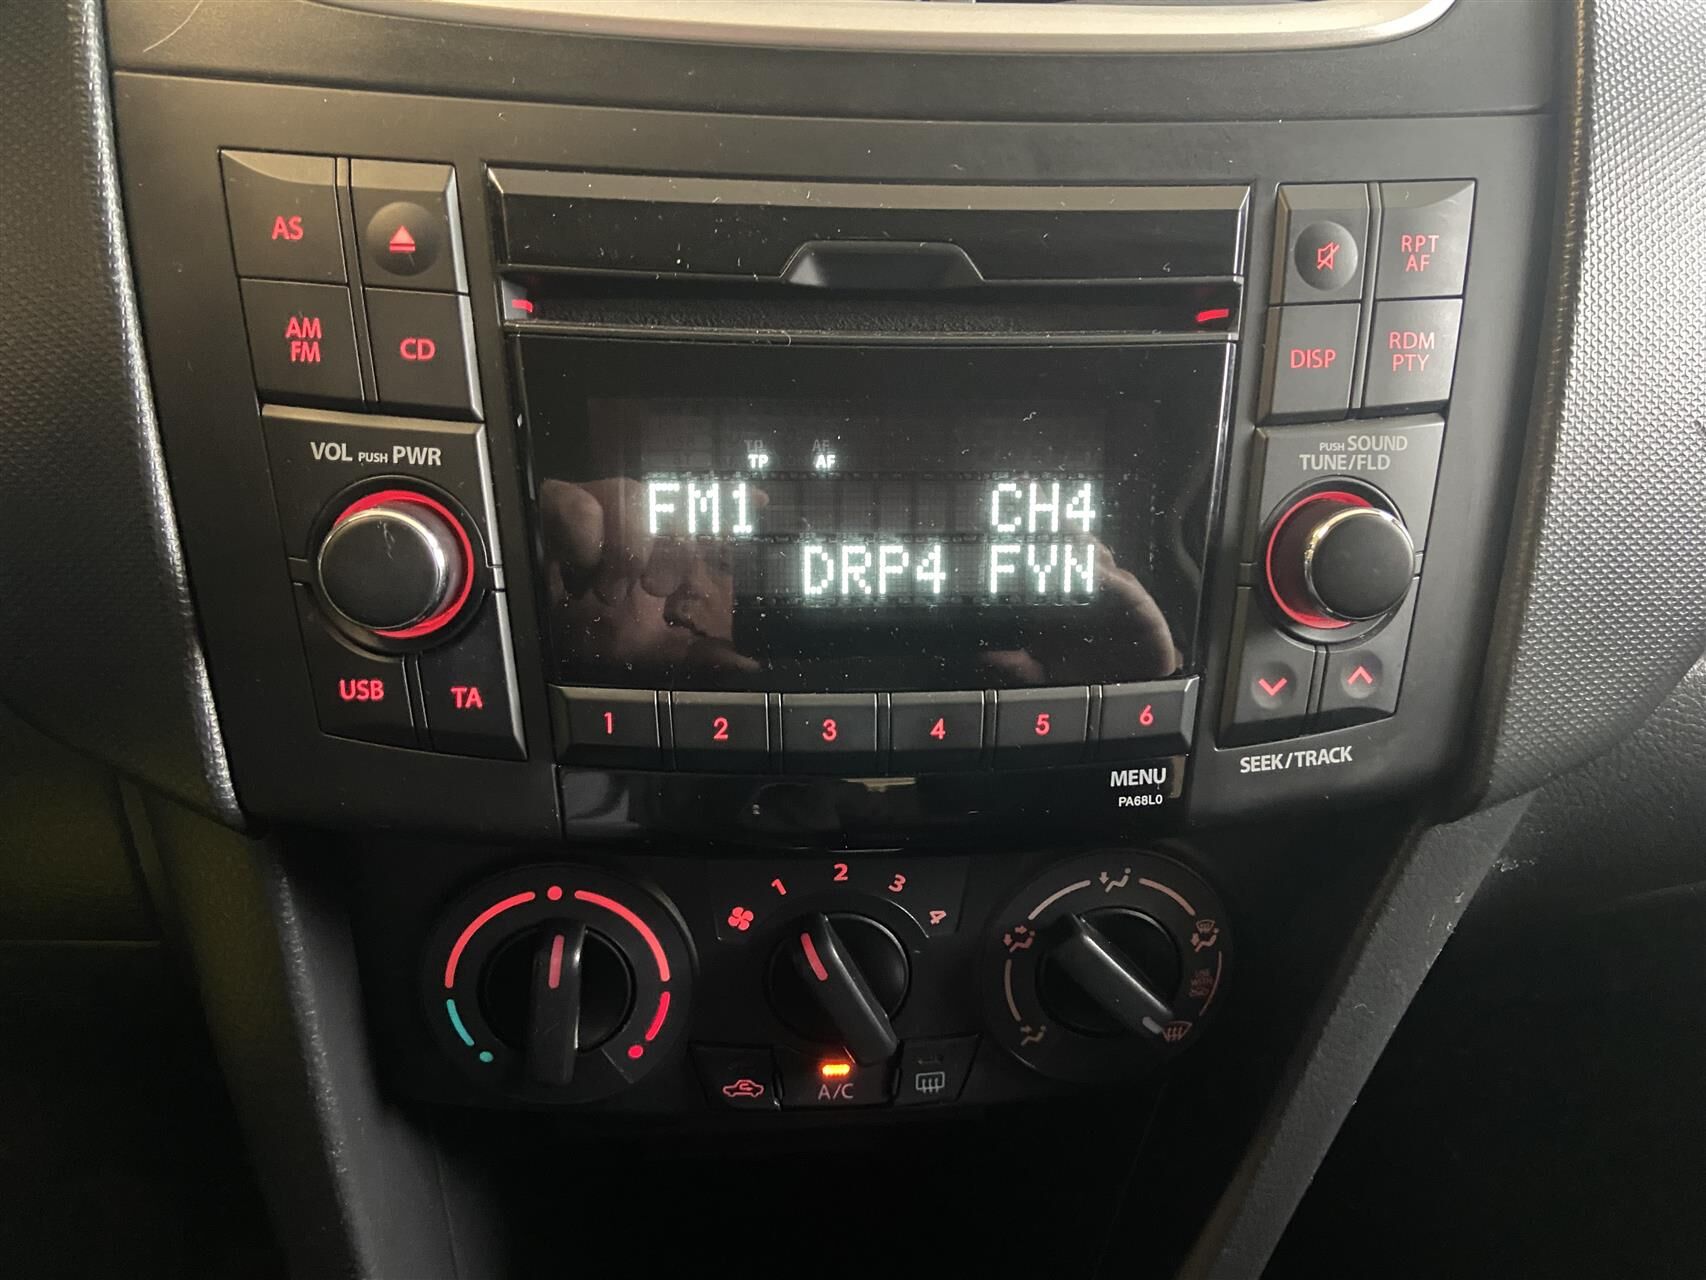 AS
AM
FM
CD
RPT
AF
DISP
RDM
PTY
VOL PUSH PWR
PUSH SOUND
TUNE/FLD
TP AF
FM1 CH4
DRP4 FYN
USB
TA
1 2 3 4 5 6
SEEK/TRACK
MENU
PA68L0
1 2 3 4
A/C
USE
WITH